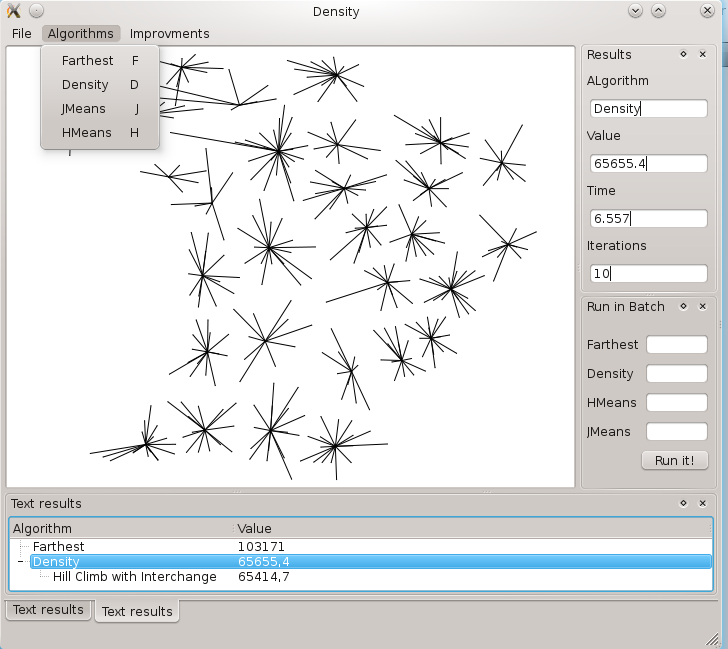 Density
File Algorithms Improvments
Farthest F
Density D
JMeans J
HMeans H
Results
ALgorithm
Density
Value
65655.4
Time
6.557
Iterations
10
Run in Batch
Farthest
Density
HMeans
JMeans
Run it!
Text results
Algorithm Value
Farthest 103171
Density 65655,4
Hill Climb with Interchange 65414,7
Text results Text results